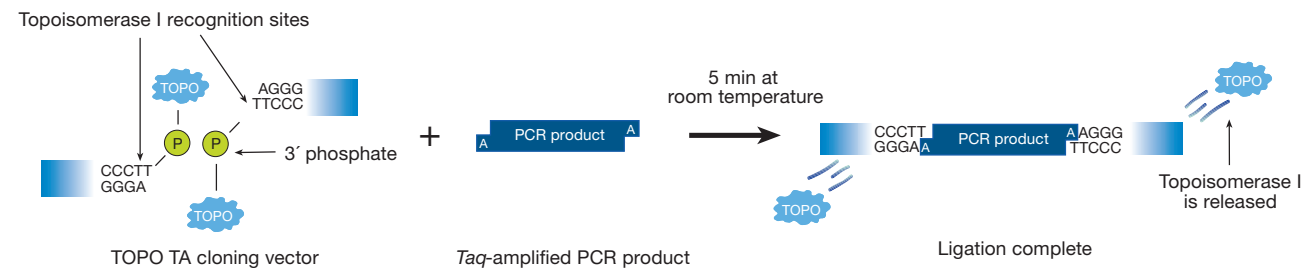 Topoisomerase I recognition sites
TOPO
AGGG
TTCCC
P
P
3´ phosphate
CCCTT
GGGA
TOPO
TOPO TA cloning vector
+
A
PCR product
A
Taq-amplified PCR product
5 min at
room temperature
CCCTT
GGGA
A
PCR product
A
AGGG
TTCCC
TOPO
TOPO
Topoisomerase I
is released
Ligation complete